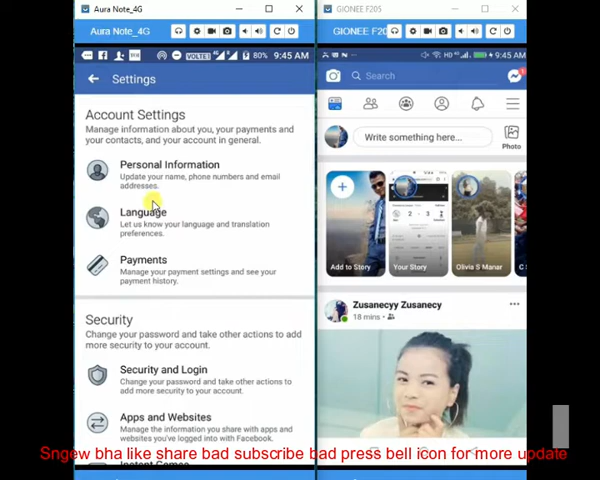 Aura Note_4G
GIONEE F205
Aura Note_4G
GIONEE F20
VOLTE1
80%
9:45 AM
HD
9:45 AM
Settings
Search
Account Settings
Manage information about you, your payments and
your contacts, and your account in general.
Personal Information
Update your name, phone numbers and email
addresses.
Language
Let us know your language and translation
preferences.
Payments
Manage your payment settings and see your
payment history.
Security
Change your password and take other actions to add
more security to your account.
Security and Login
Change your password and take other actions to
add more security to your account.
Apps and Websites
Manage the information you share with apps and
websites you've logged into with Facebook.
Instant Games
Write something here...
Photo
Add to Story
2 - 3
Your Story
Olivia S Manar
Zusanecyy Zusanecy
18 mins
Sngew bha like share bad subscribe bad press bell icon for more update